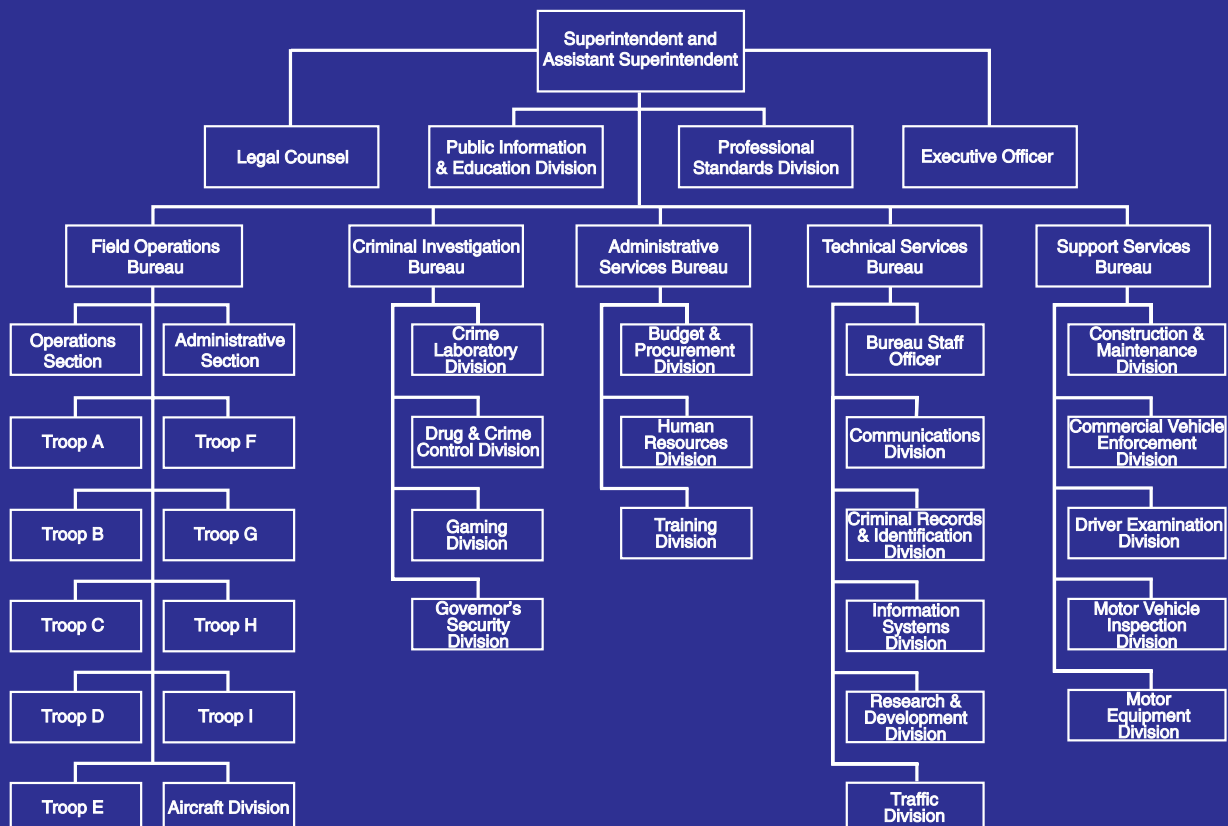 Superintendent and
Assistant Superintendent
Legal Counsel
Public Information
& Education Division
Professional
Standards Division
Executive Officer
Field Operations
Bureau
Criminal Investigation
Bureau
Administrative
Services Bureau
Technical Services
Bureau
Support Services
Bureau
Operations
Section
Administrative
Section
Troop A
Troop F
Troop B
Troop G
Troop C
Troop H
Troop D
Troop I
Troop E
Aircraft Division
Crime
Laboratory
Division
Drug & Crime
Control Division
Gaming
Division
Governor's
Security
Division
Budget &
Procurement
Division
Human
Resources
Division
Training
Division
Bureau Staff
Officer
Communications
Division
Criminal Records
& Identification
Division
Information
Systems
Division
Research &
Development
Division
Traffic
Division
Construction &
Maintenance
Division
Commercial Vehicle
Enforcement
Division
Driver Examination
Division
Motor Vehicle
Inspection
Division
Motor
Equipment
Division